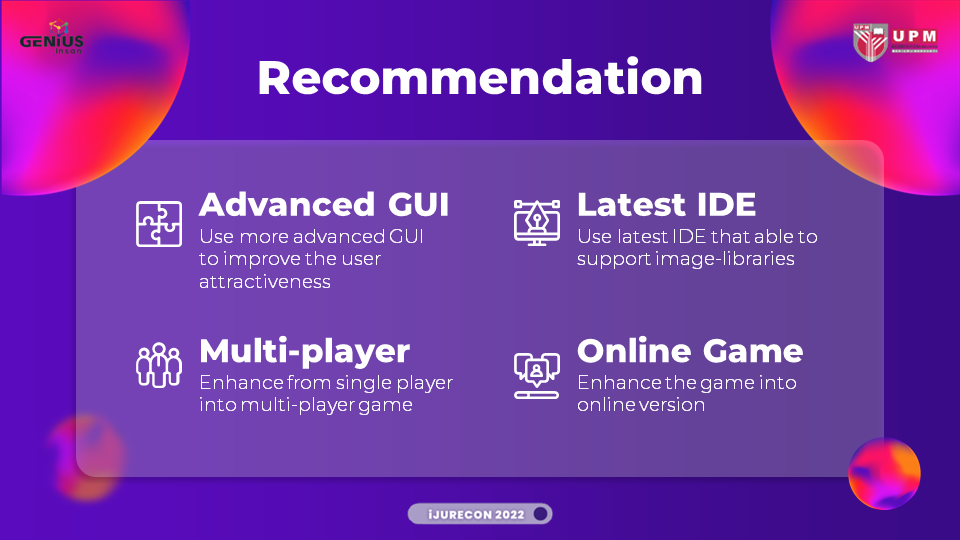 GENiUS
Insan
UPM
Recommendation
Advanced GUI
Use more advanced GUI
to improve the user
attractiveness
Latest IDE
Use latest IDE that able to
support image-libraries
Multi-player
Enhance from single player
into multi-player game
Online Game
Enhance the game into
online version
iJURECON 2022